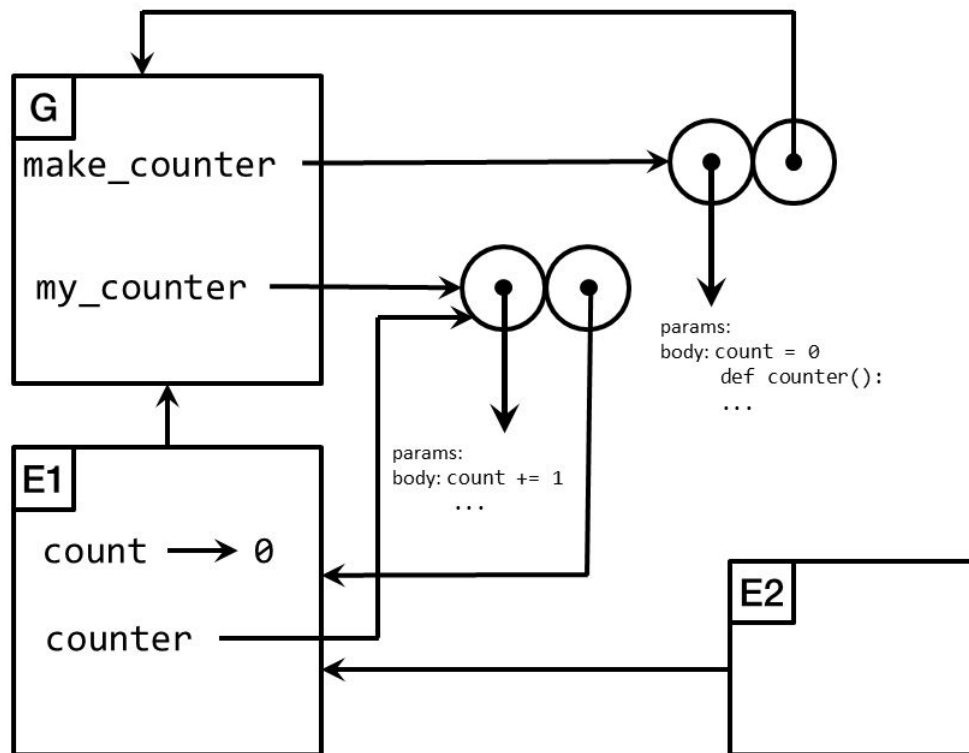 G
make_counter
my_counter
params:
body: count = 0
def counter():
...
params:
body: count += 1
...
E1
count 0
counter
E2